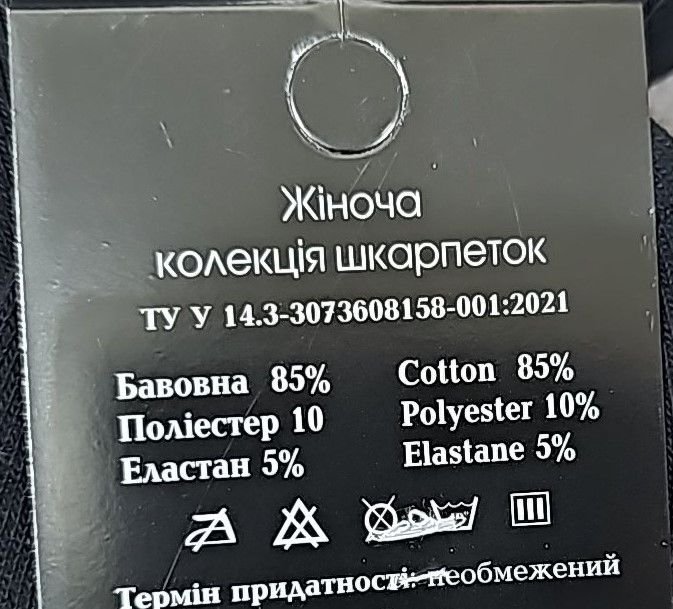 Жіноча
колекція шкарпеток
ТУ У 14.3-3073608158-001:2021
Бавовна 85% Cotton 85%
Поліестер 10 Polyester 10%
Еластан 5% Elastane 5%
Термін придатності: необмежений